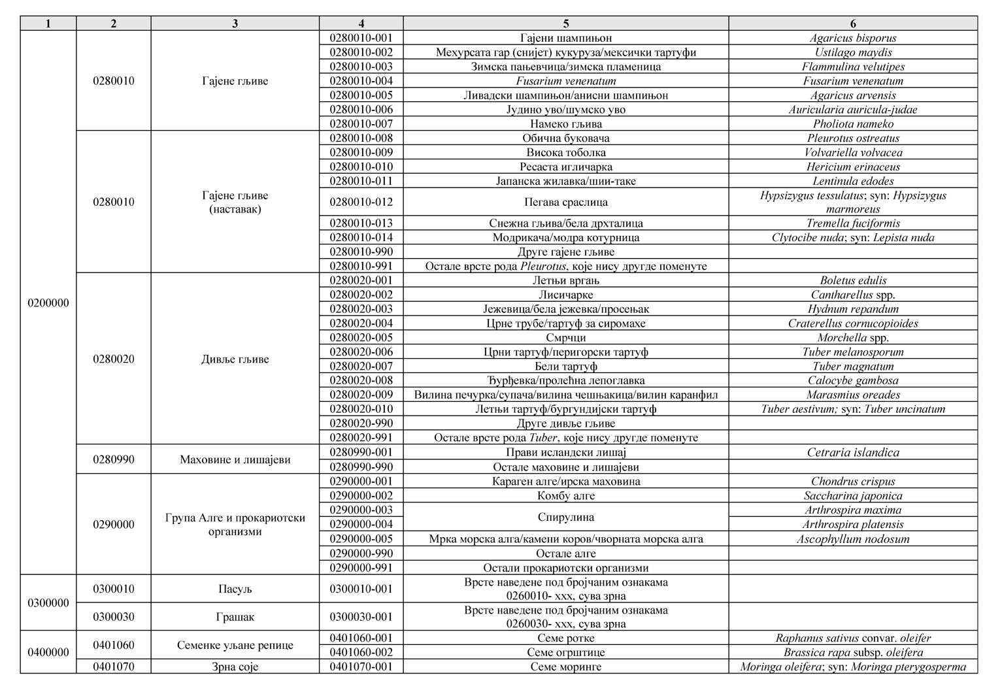 1 2 3 4 5 6
0280010-001 Гајени шампињон Agaricus bisporus
0280010-002 Мехурсата гар (снијет) кукуруза/мексички тартуфи Ustilago maydis
0280010-003 Зимска пањевчица/зимска пламеница Flammulina velutipes
0280010 Гајене гљиве 0280010-004 Fusarium venenatum Fusarium venenatum
0280010-005 Ливадски шампињон/анисни шампињон Agaricus arvensis
0280010-006 Јудино уво/шумско уво Auricularia auricula-judae
0280010-007 Намеко гљива Pholiota nameko
0280010-008 Обична буковача Pleurotus ostreatus
0280010-009 Висока тоболка Volvariella volvacea
0280010-010 Ресаста игличарка Hericium erinaceus
0280010-011 Јапанска жилавка/шии-таке Lentinula edodes
0280010 Гајене гљиве
(наставак) 0280010-012 Пегава сраслица Hypsizygus tessulatus; syn: Hypsizygus
marmoreus
0280010-013 Снежна гљива/бела дрхталица Tremella fuciformis
0280010-014 Модрикача/модра котурница Clytocibe nuda; syn: Lepista nuda
0280010-990 Друге гајене гљиве
0280010-991 Остале врсте рода Pleurotus, које нису другде поменуте
0280020-001 Летњи вргањ Boletus edulis
0280020-002 Лисичарке Cantharellus spp.
0200000 0280020-003 Јежевица/бела јежевка/просењак Hydnum repandum
0280020-004 Црне трубе/тартуф за сиромахе Craterellus cornucopioides
0280020-005 Смрчци Morchella spp.
0280020-006 Црни тартуф/перигорски тартуф Tuber melanosporum
0280020 Дивље гљиве 0280020-007 Бели тартуф Tuber magnatum
0280020-008 Ђурђевка/пролећна лепоглавка Calocybe gambosa
0280020-009 Вилина печурка/супача/вилина чешњакица/вилин каранфил Marasmius oreades
0280020-010 Летњи тартуф/бургундијски тартуф Tuber aestivum; syn: Tuber uncinatum
0280020-990 Друге дивље гљиве
0280020-991 Остале врсте рода Tuber, које нису другде поменуте
0280990 Маховине и лишајеви 0280990-001 Прави исландски лишај Cetraria islandica
0280990-990 Остале маховине и лишајеви
0290000-001 Караген алге/ирска маховина Chondrus crispus
0290000-002 Комбу алге Saccharina japonica
0290000-003 Спирулина Arthrospira maxima
0290000 Група Алге и прокариотски
организми 0290000-004 Arthrospira platensis
0290000-005 Мрка морска алга/камени коров/чворната морска алга Ascophyllum nodosum
0290000-990 Остале алге
0290000-991 Остали прокариотски организми
0300000 0300010 Пасуљ 0300010-001 Врсте наведене под бројчаним ознакама
0260010- xxx, сува зрна
0300030 Грашак 0300030-001 Врсте наведене под бројчаним ознакама
0260030- xxx, сува зрна
0400000 0401060 Семенке уљане репице 0401060-001 Семе ротке Raphanus sativus convar. oleifer
0401060-002 Семе огрштице Brassica rapa subsp. oleifera
0401070 Зрна соје 0401070-001 Семе моринге Moringa oleifera; syn: Moringa pterygosperma